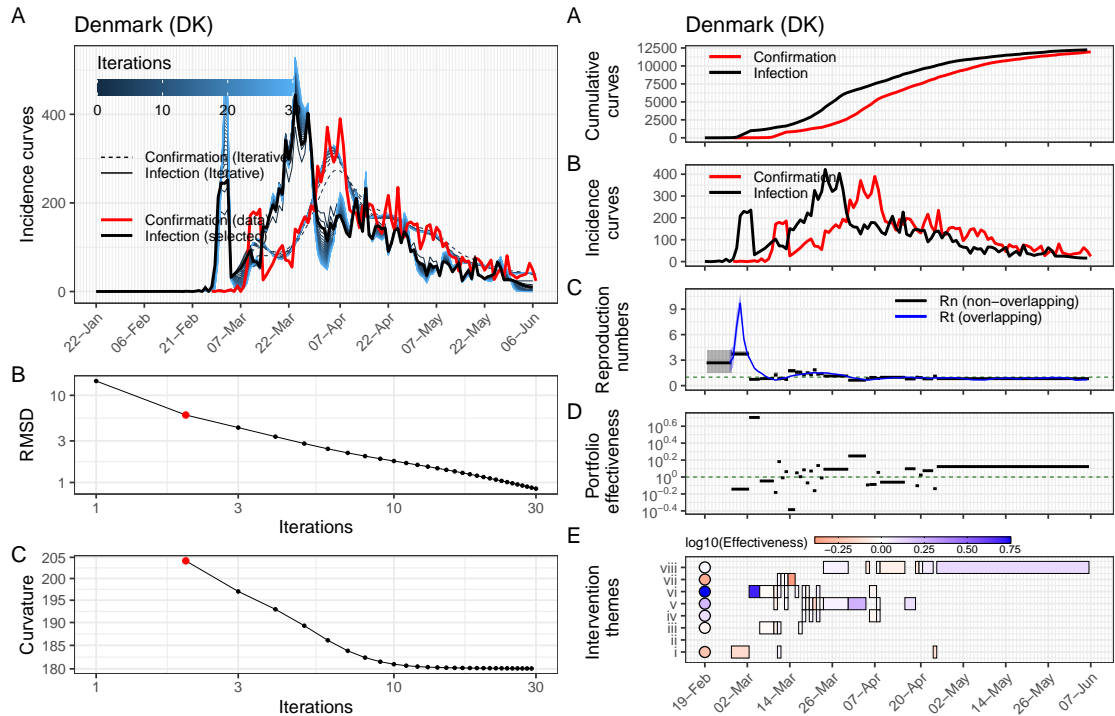 A
Denmark (DK)
Iterations
0 10 20 30
Incidence curves
400
200
0
Confirmation (Iterative
Infection (Iterative)
Confirmation (data
Infection (selected)
22−Jan
06−Feb
21−Feb
07−Mar
22−Mar
07−Apr
22−Apr
07−May
22−May
06−Jun
B
RMSD
10
3
1
1 3 10 30
Iterations
C
Curvature
205
200
195
190
185
180
1 3 10 30
Iterations
A
Denmark (DK)
Cumulative
curves
12500
10000
7500
5000
2500
0
Confirmation
Infection
B
Incidence
curves
400
300
200
100
0
Confirmation
Infection
C
Reproduction
numbers
9
6
3
0
Rn (non−overlapping)
Rt (overlapping)
D
Portfolio
effectiveness
10^0.6
10^0.4
10^0.2
10^0
10^−0.2
10^−0.4
E
log10(Effectiveness)
−0.25 0.00 0.25 0.50 0.75
Intervention
themes
viii
vii
vi
v
iv
iii
ii
i
19−Feb
02−Mar
14−Mar
26−Mar
07−Apr
20−Apr
02−May
14−May
26−May
07−Jun